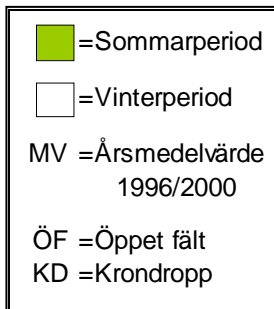 =Sommarperiod
=Vinterperiod
MV =Årsmedelvärde
1996/2000
ÖF =Öppet fält
KD =Krondropp